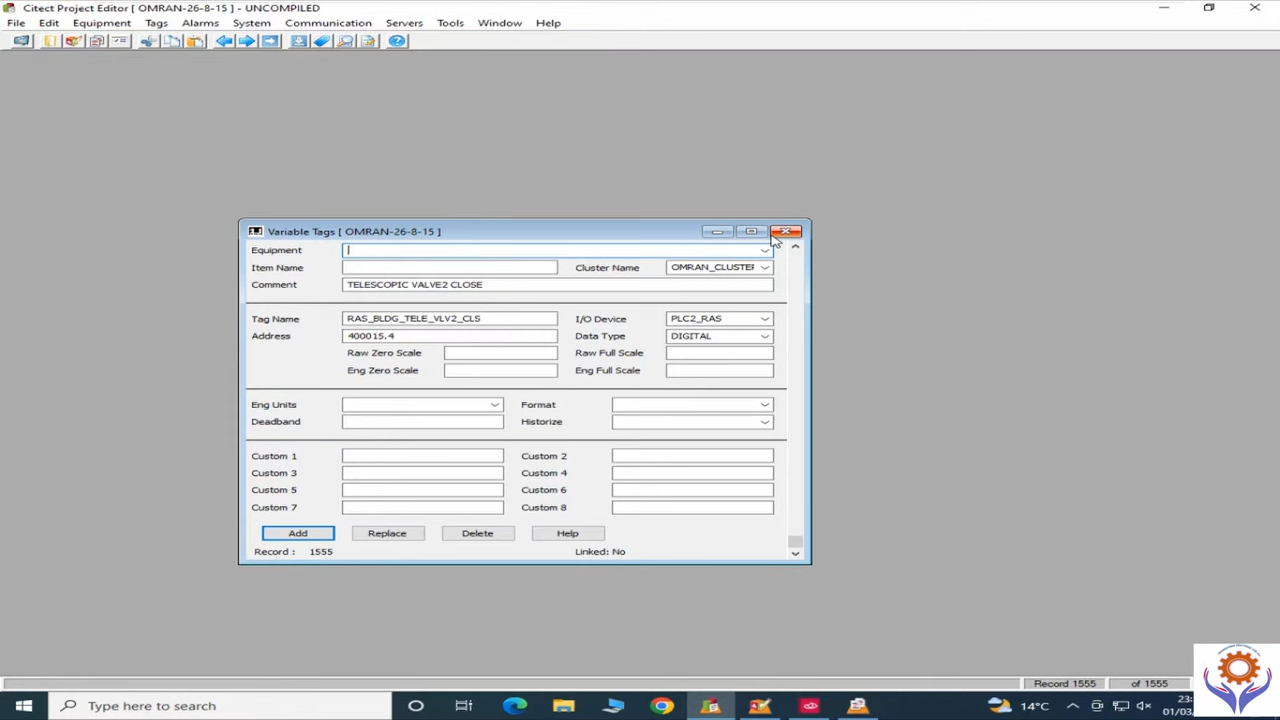 Citect Project Editor [ OMRAN-26-8-15 ] - UNCOMPILED
File Edit Equipment Tags Alarms System Communication Servers Tools Window Help
Variable Tags [ OMRAN-26-8-15 ]
Equipment
Item Name Cluster Name OMRAN_CLUSTER
Comment TELESCOPIC VALVE2 CLOSE
Tag Name RAS_BLDG_TELE_VLV2_CLS I/O Device PLC2_RAS
Address 400015.4 Data Type DIGITAL
Raw Zero Scale Raw Full Scale
Eng Zero Scale Eng Full Scale
Eng Units Format
Deadband Historize
Custom 1 Custom 2
Custom 3 Custom 4
Custom 5 Custom 6
Custom 7 Custom 8
Add Replace Delete Help
Record : 1555 Linked: No
Record 1555 of 1555
Type here to search 14°C 23:
01/03